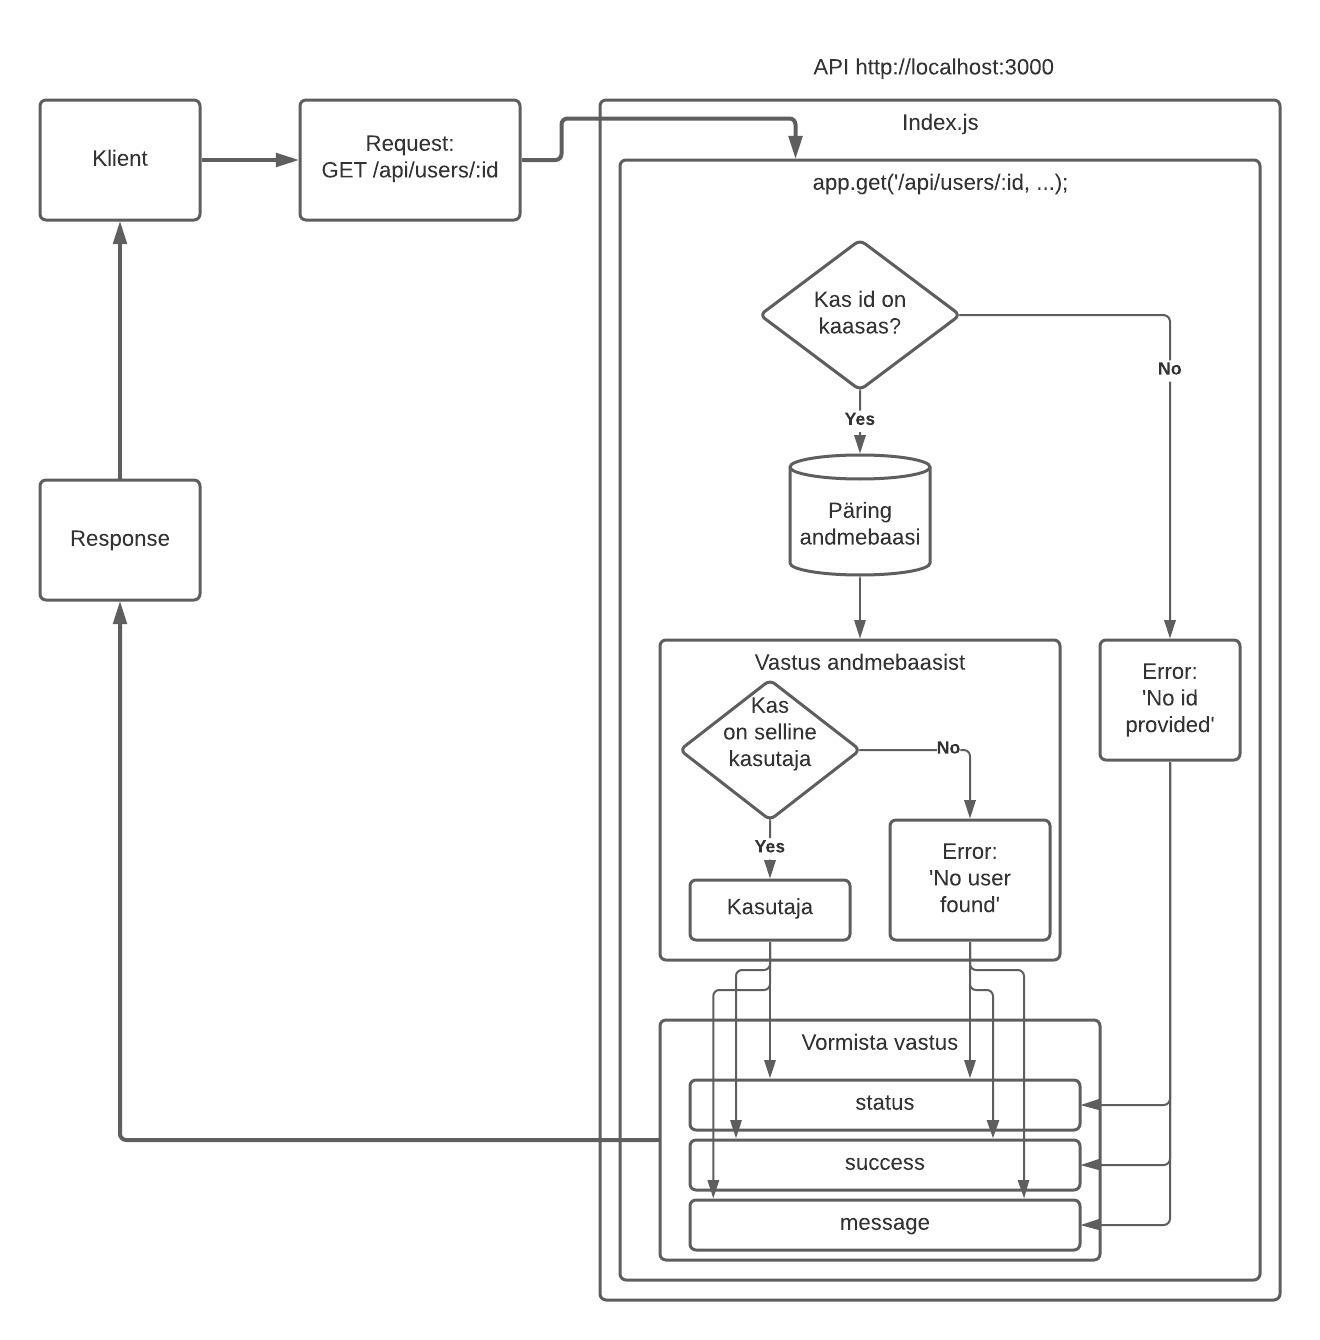 API http://localhost:3000
Klient
Request:
GET /api/users/:id
Index.js
app.get('/api/users/:id, ...);
Kas id on
kaasas?
No
Yes
Päring
andmebaasi
Response
Vastus andmebaasist
Kas
on selline
kasutaja
No
Yes
Kasutaja
Error:
'No user
found'
Error:
'No id
provided'
Vormista vastus
status
success
message